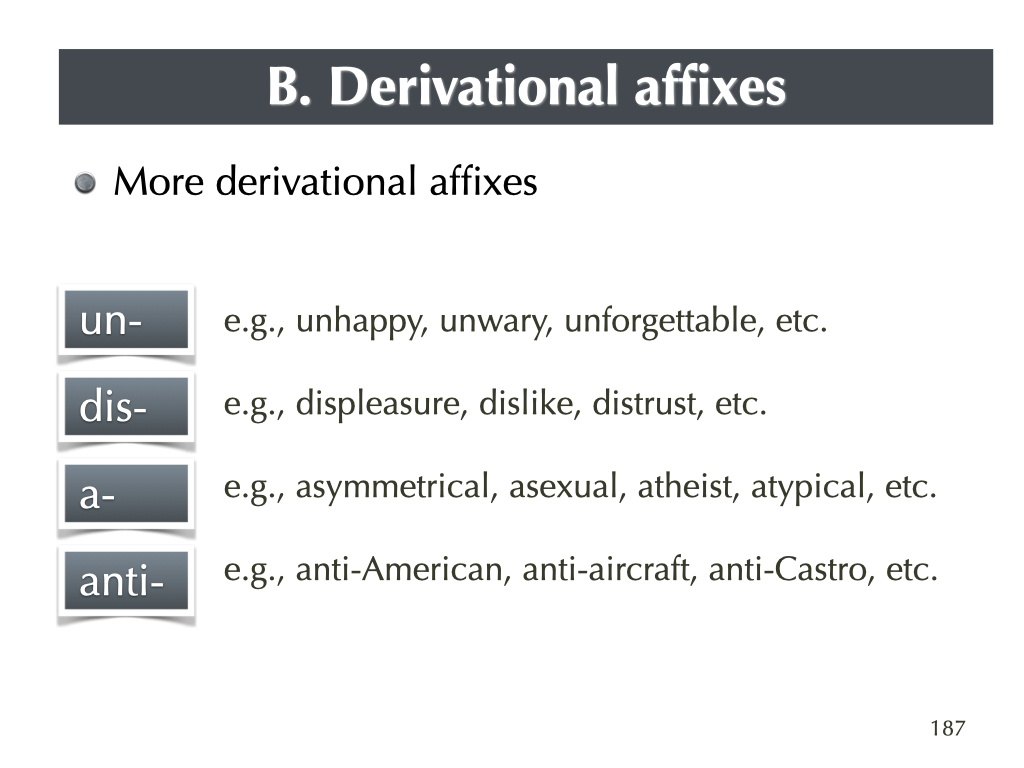 B. Derivational affixes
More derivational affixes
un- e.g., unhappy, unwary, unforgettable, etc.
dis- e.g., displeasure, dislike, distrust, etc.
a- e.g., asymmetrical, asexual, atheist, atypical, etc.
anti- e.g., anti-American, anti-aircraft, anti-Castro, etc.
187